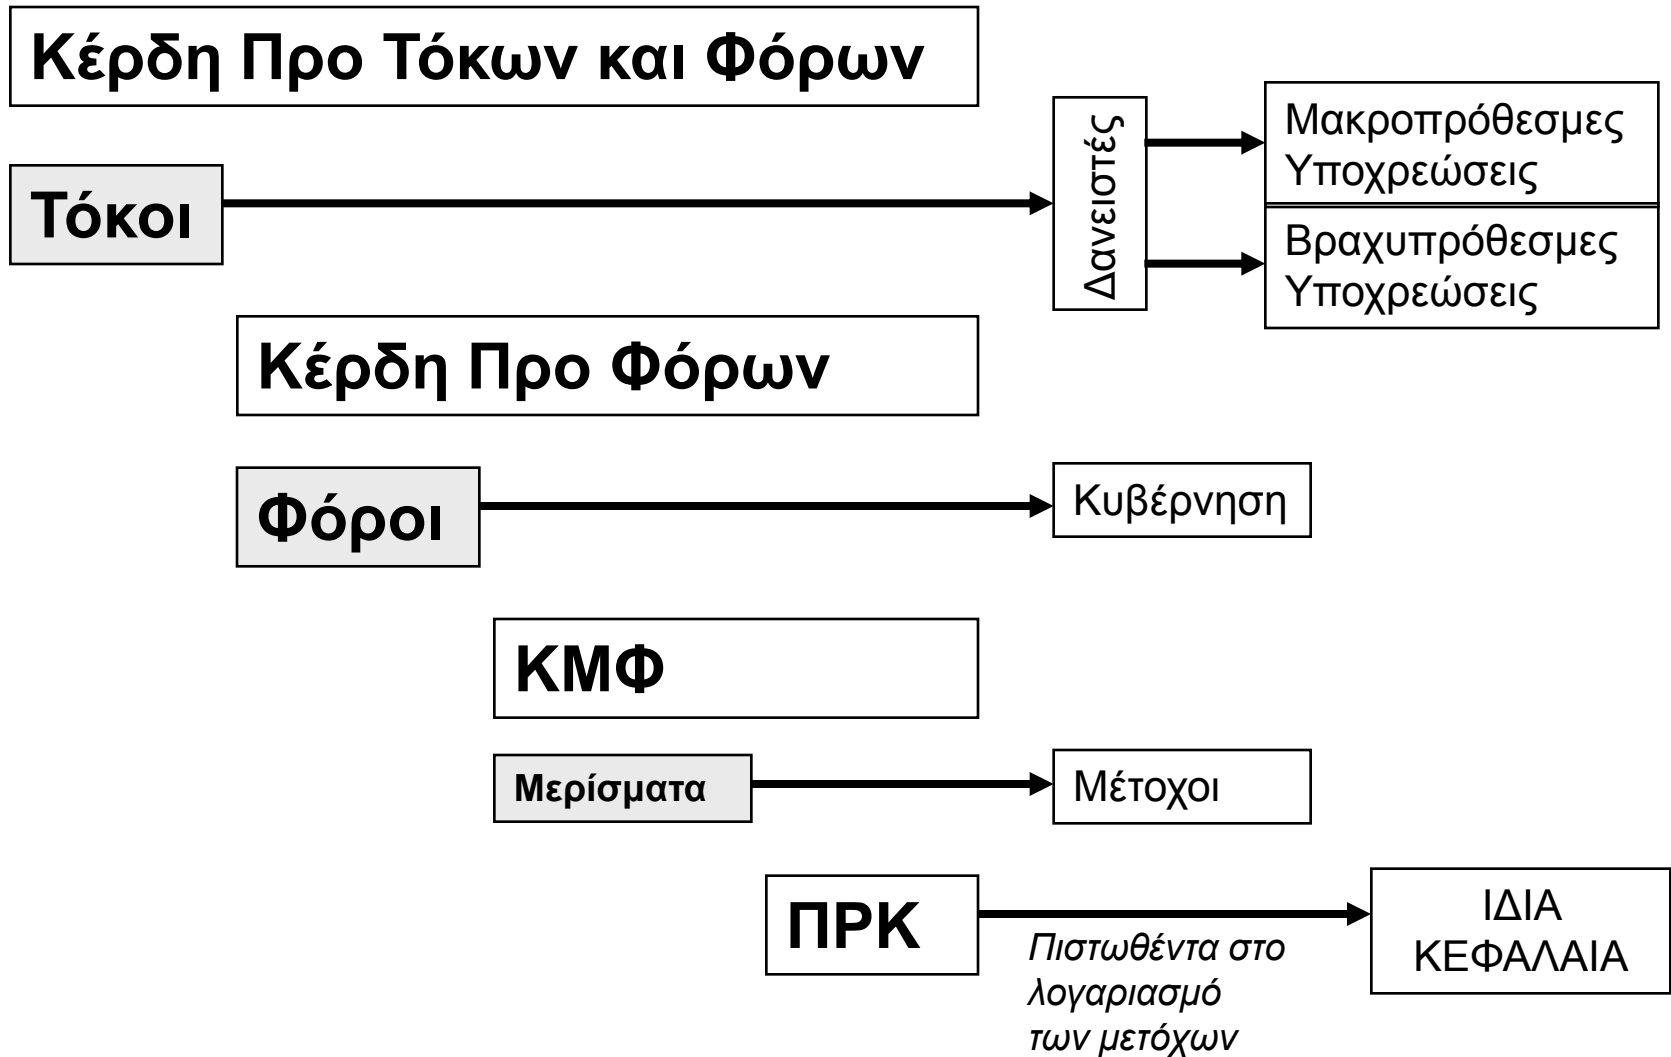 Κέρδη Προ Τόκων και Φόρων
Τόκοι
Δανειστές
Μακροπρόθεσμες
Υποχρεώσεις
Βραχυπρόθεσμες
Υποχρεώσεις
Κέρδη Προ Φόρων
Φόροι
Κυβέρνηση
ΚΜΦ
Μερίσματα
Μέτοχοι
ΠΡΚ
Πιστωθέντα στο
λογαριασμό
των μετόχων
ΙΔΙΑ
ΚΕΦΑΛΑΙΑ